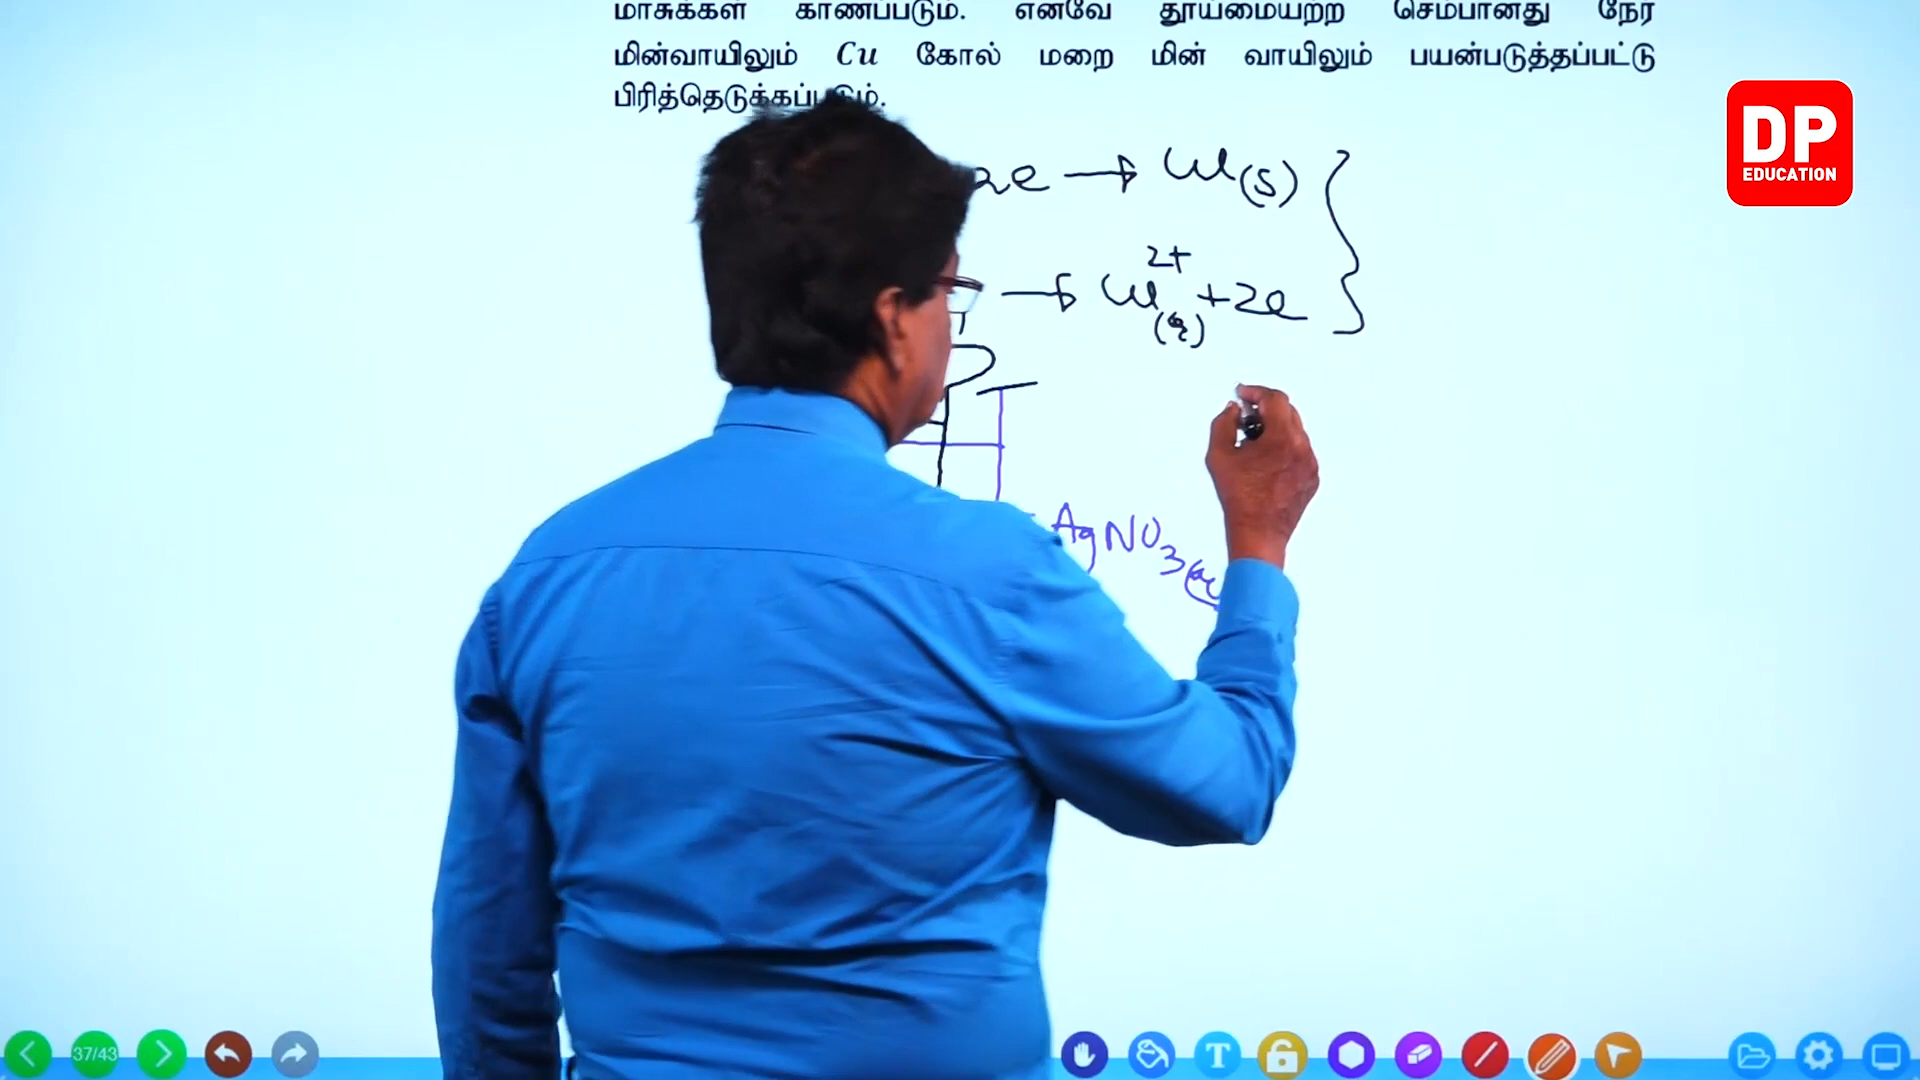 மாசுக்கள் காணப்படும். எனவே தூய்மையற்ற செம்பானது நேர்
மின்வாயிலும் Cu கோல் மறை மின் வாயிலும் பயன்படுத்தப்பட்டு
பிரித்தெடுக்கப்படும்.
DP
EDUCATION
2e → Cu(s)
→ Cu2+ + 2e
AgNO3
37/43
T